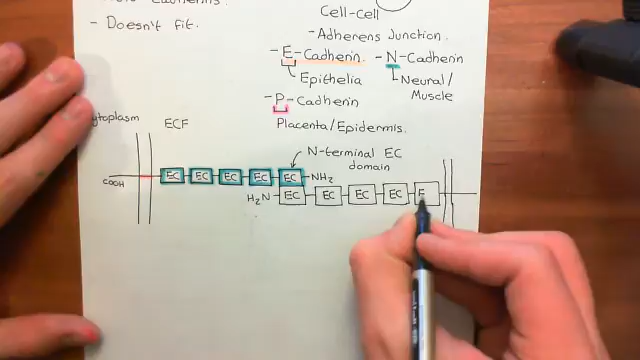 Cell-cell
- Doesn't fit.
- Adherens Junction.
- E-Cadherin. - N-Cadherin
Epithelia
Neural/
Muscle
- P-Cadherin
Placenta/Epidermis.
ECF
N-terminal EC
domain
COOH EC EC EC EC EC -NH2
H2N- EC EC EC EC E